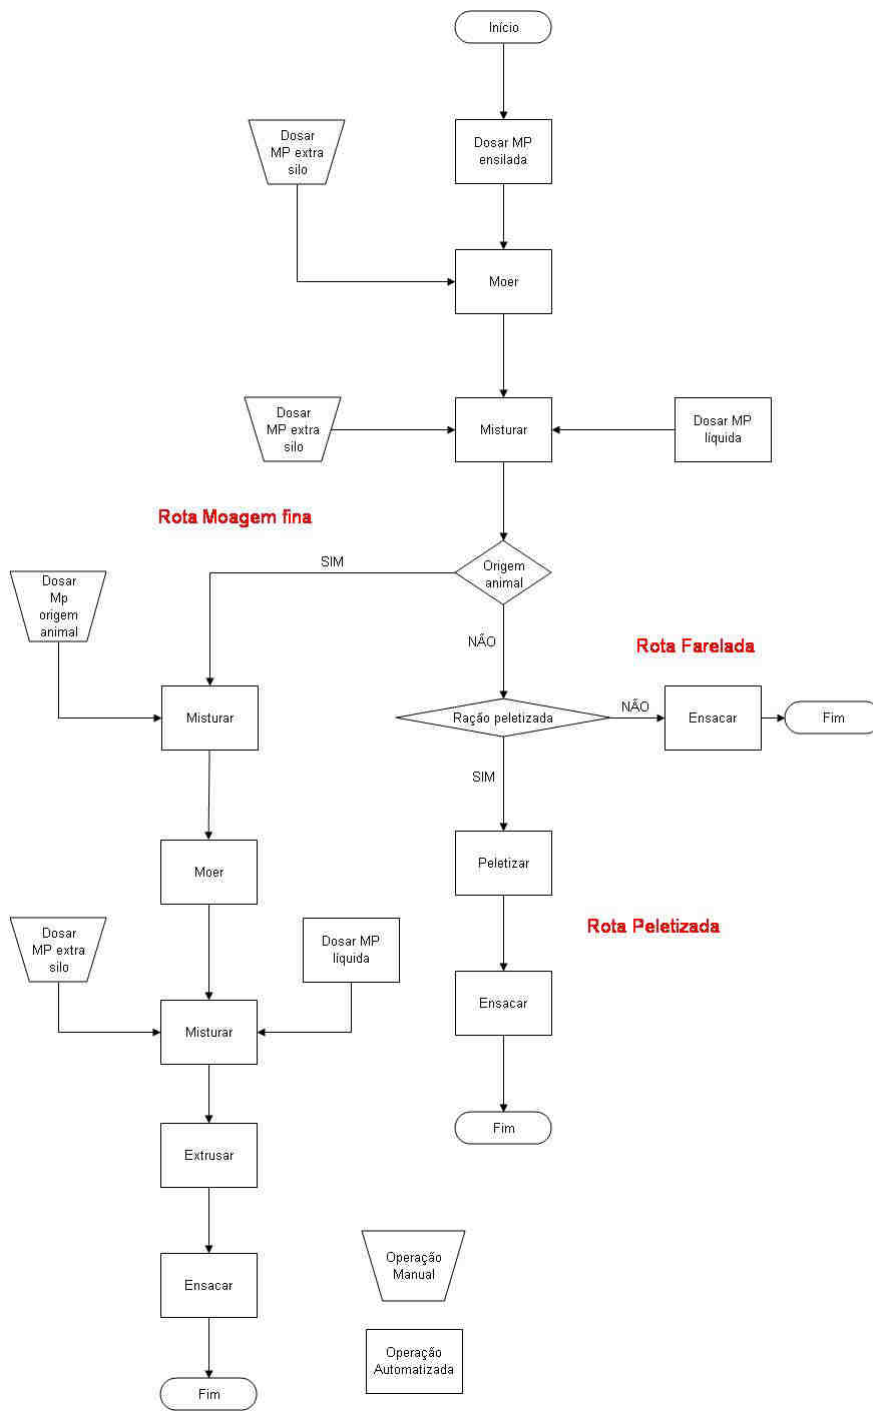 Início
Dosar
MP extra
silo
Dosar MP
ensilada
Moer
Dosar
MP extra
silo
Misturar
Dosar MP
líquida
Rota Moagem fina
SIM
Origem
animal
Dosar
Mp
origem
animal
NÃO
Rota Farelada
Misturar
Ração peletizada
NÃO
Ensacar
Fim
SIM
Moer
Peletizar
Dosar
MP extra
silo
Dosar MP
líquida
Rota Peletizada
Misturar
Ensacar
Fim
Extrusar
Ensacar
Operação
Manual
Operação
Automatizada
Fim